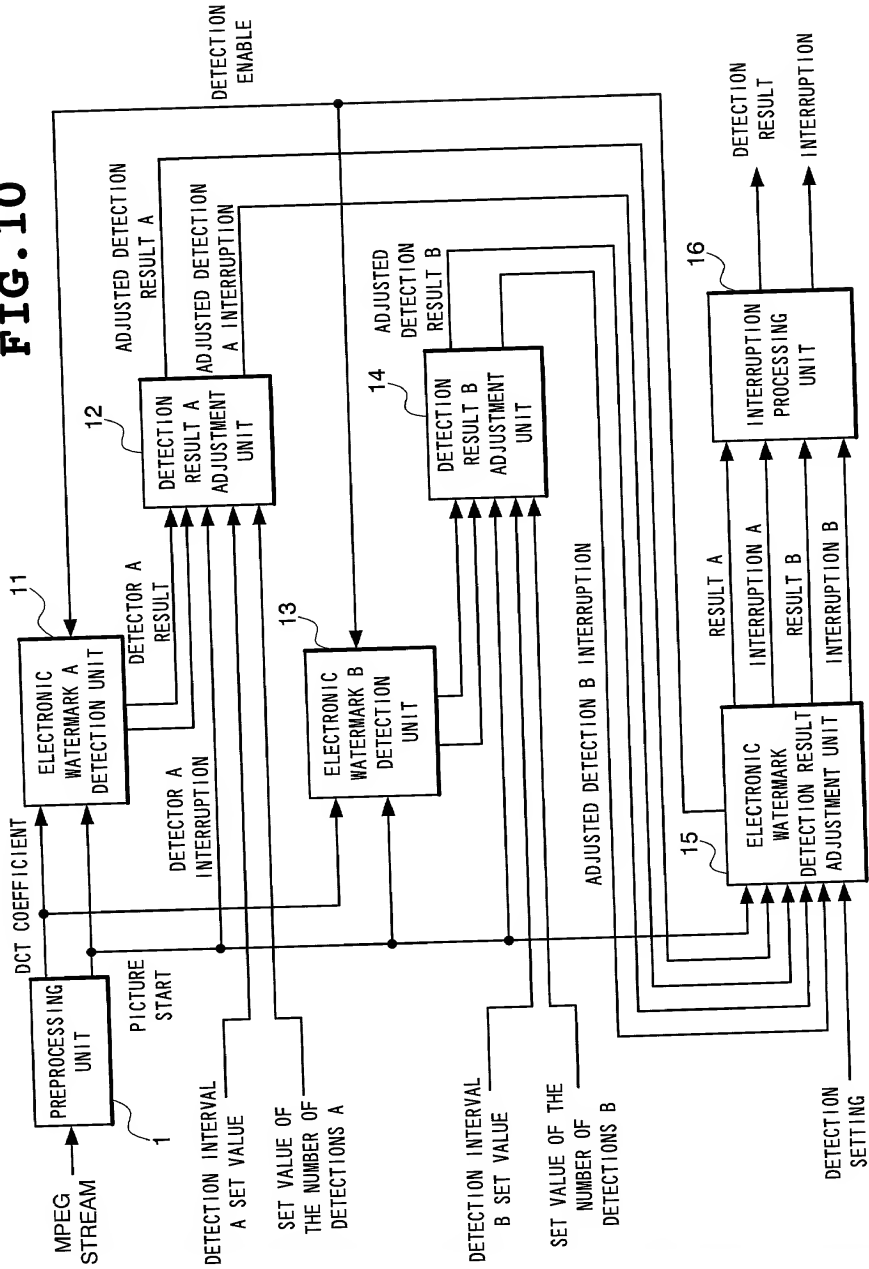 FIG.10
MPEG
STREAM
PREPROCESSING
UNIT
1
DCT COEFFICIENT
PICTURE
START
ELECTRONIC
WATERMARK A
DETECTION UNIT
11
DETECTOR A
RESULT
DETECTOR A
INTERRUPTION
DETECTION
RESULT A
ADJUSTMENT
UNIT
12
ADJUSTED DETECTION
RESULT A
ADJUSTED DETECTION
A INTERRUPTION
DETECTION
ENABLE
DETECTION INTERVAL
A SET VALUE
SET VALUE OF
THE NUMBER OF
DETECTIONS A
ELECTRONIC
WATERMARK B
DETECTION
UNIT
13
DETECTION
RESULT B
ADJUSTMENT
UNIT
14
ADJUSTED
DETECTION
RESULT B
ADJUSTED DETECTION B INTERRUPTION
DETECTION INTERVAL
B SET VALUE
SET VALUE OF THE
NUMBER OF
DETECTIONS B
DETECTION
SETTING
ELECTRONIC
WATERMARK
DETECTION RESULT
ADJUSTMENT UNIT
15
RESULT A
INTERRUPTION A
RESULT B
INTERRUPTION B
INTERRUPTION
PROCESSING
UNIT
16
DETECTION
RESULT
INTERRUPTION